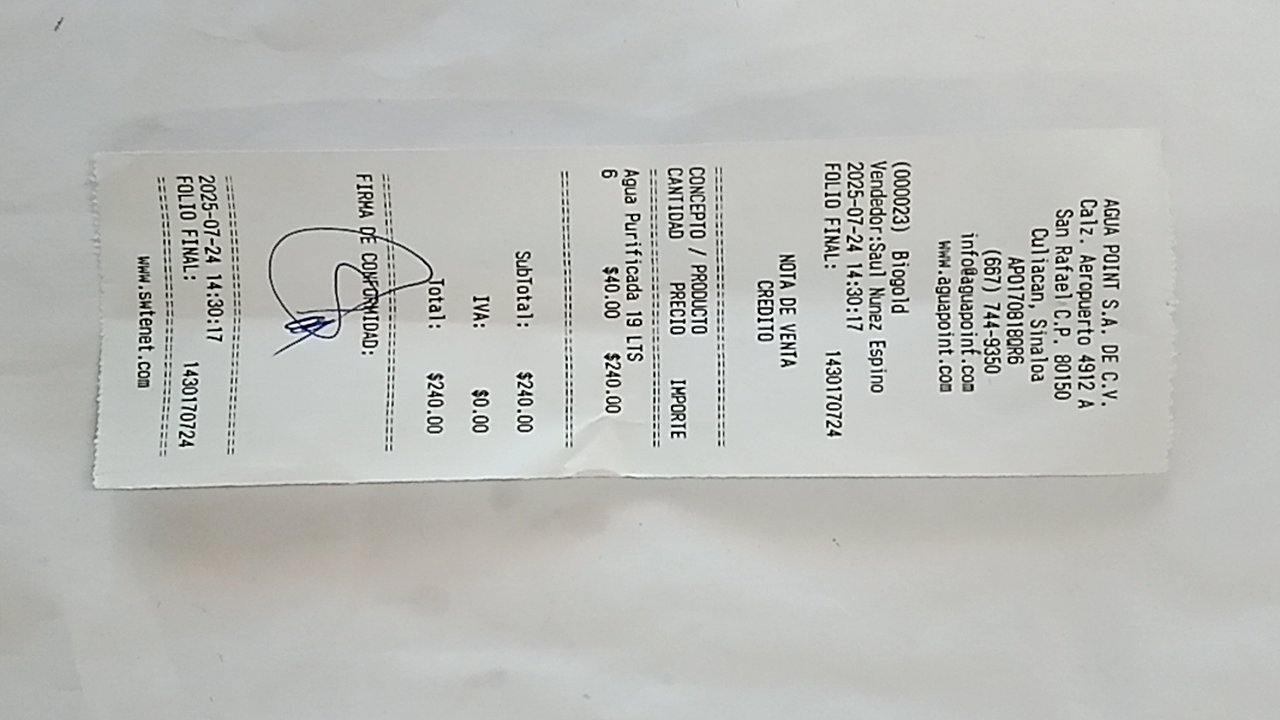 AGUA POINT S.A. DE C.V.
Calz. Aeropuerto 4912 A
San Rafael C.P. 80150
Culiacan, Sinaloa
APO170818QR6
(667) 744-9350
info@aguapoint.com
www.aguapoint.com
(000023) Biogold
Vendedor:Saul Nunez Espino
2025-07-24 14:30:17
FOLIO FINAL: 1430170724
NOTA DE VENTA
CREDITO
CONCEPTO / PRODUCTO
CANTIDAD PRECIO IMPORTE
Agua Purificada 19 LTS
6 $40.00 $240.00
SubTotal: $240.00
IVA: $0.00
Total: $240.00
FIRMA DE CONFORMIDAD:
2025-07-24 14:30:17
FOLIO FINAL: 1430170724
www.swtenet.com